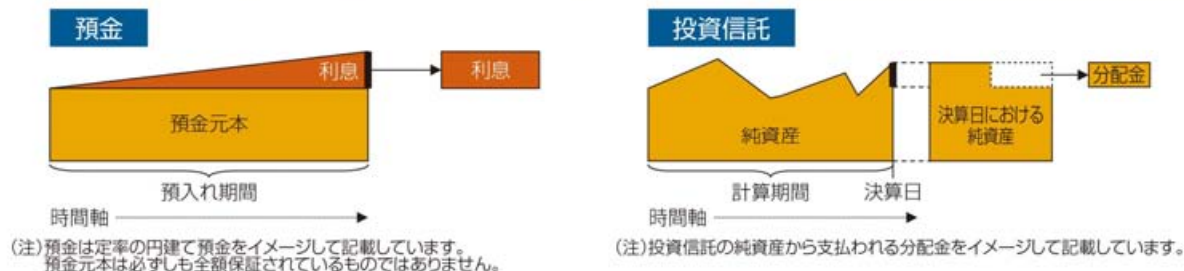 預金
利息
利息
預金元本
預入れ期間
時間軸
(注)預金は定率の円建て預金をイメージして記載しています。
預金元本は必ずしも全額保証されているものではありません。
投資信託
分配金
純資産
決算日における
純資産
計算期間
決算日
時間軸
(注)投資信託の純資産から支払われる分配金をイメージして記載しています。